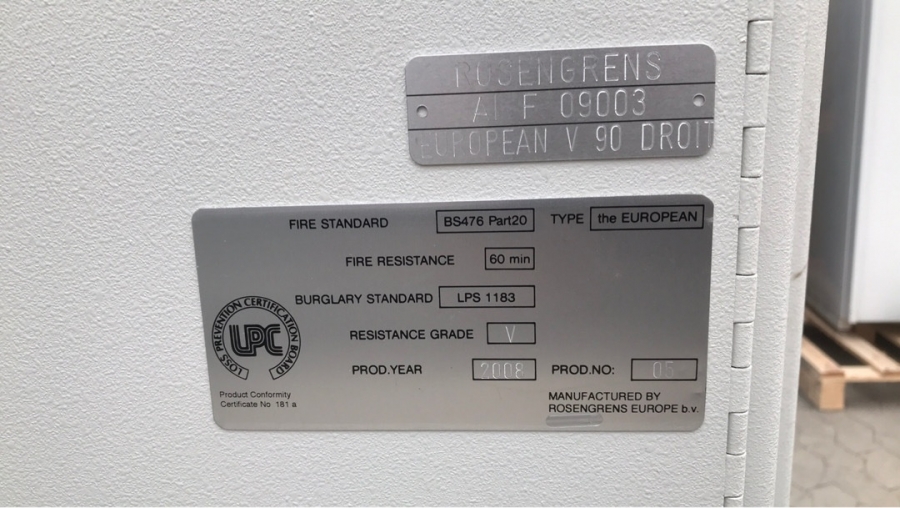 ROSENGRENS
F 09003
EUROPEAN V 90 DROIT
FIRE STANDARD BS476 Part20 TYPE the EUROPEAN
FIRE RESISTANCE 60 min
BURGLARY STANDARD LPS 1183
RESISTANCE GRADE V
PROD.YEAR 2008 PROD.NO: 05
LOSS PREVENTION CERTIFICATION BOARD
LPC
Product Conformity
Certificate No 181 a
MANUFACTURED BY
ROSENGRENS EUROPE b.v.